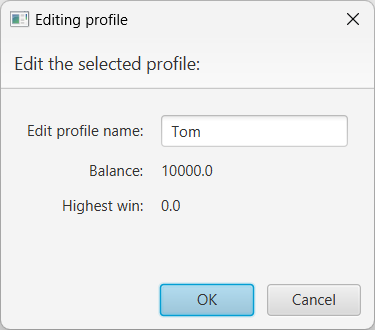 Editing profile
Edit the selected profile:
Edit profile name: Tom
Balance: 10000.0
Highest win: 0.0
OK Cancel